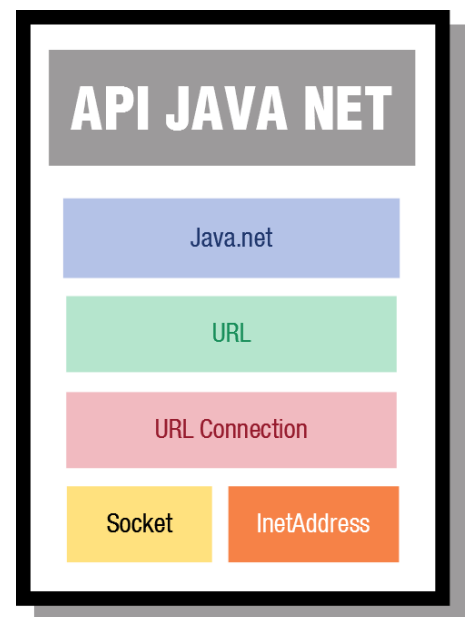 API JAVA NET
Java.net
URL
URL Connection
Socket
InetAddress